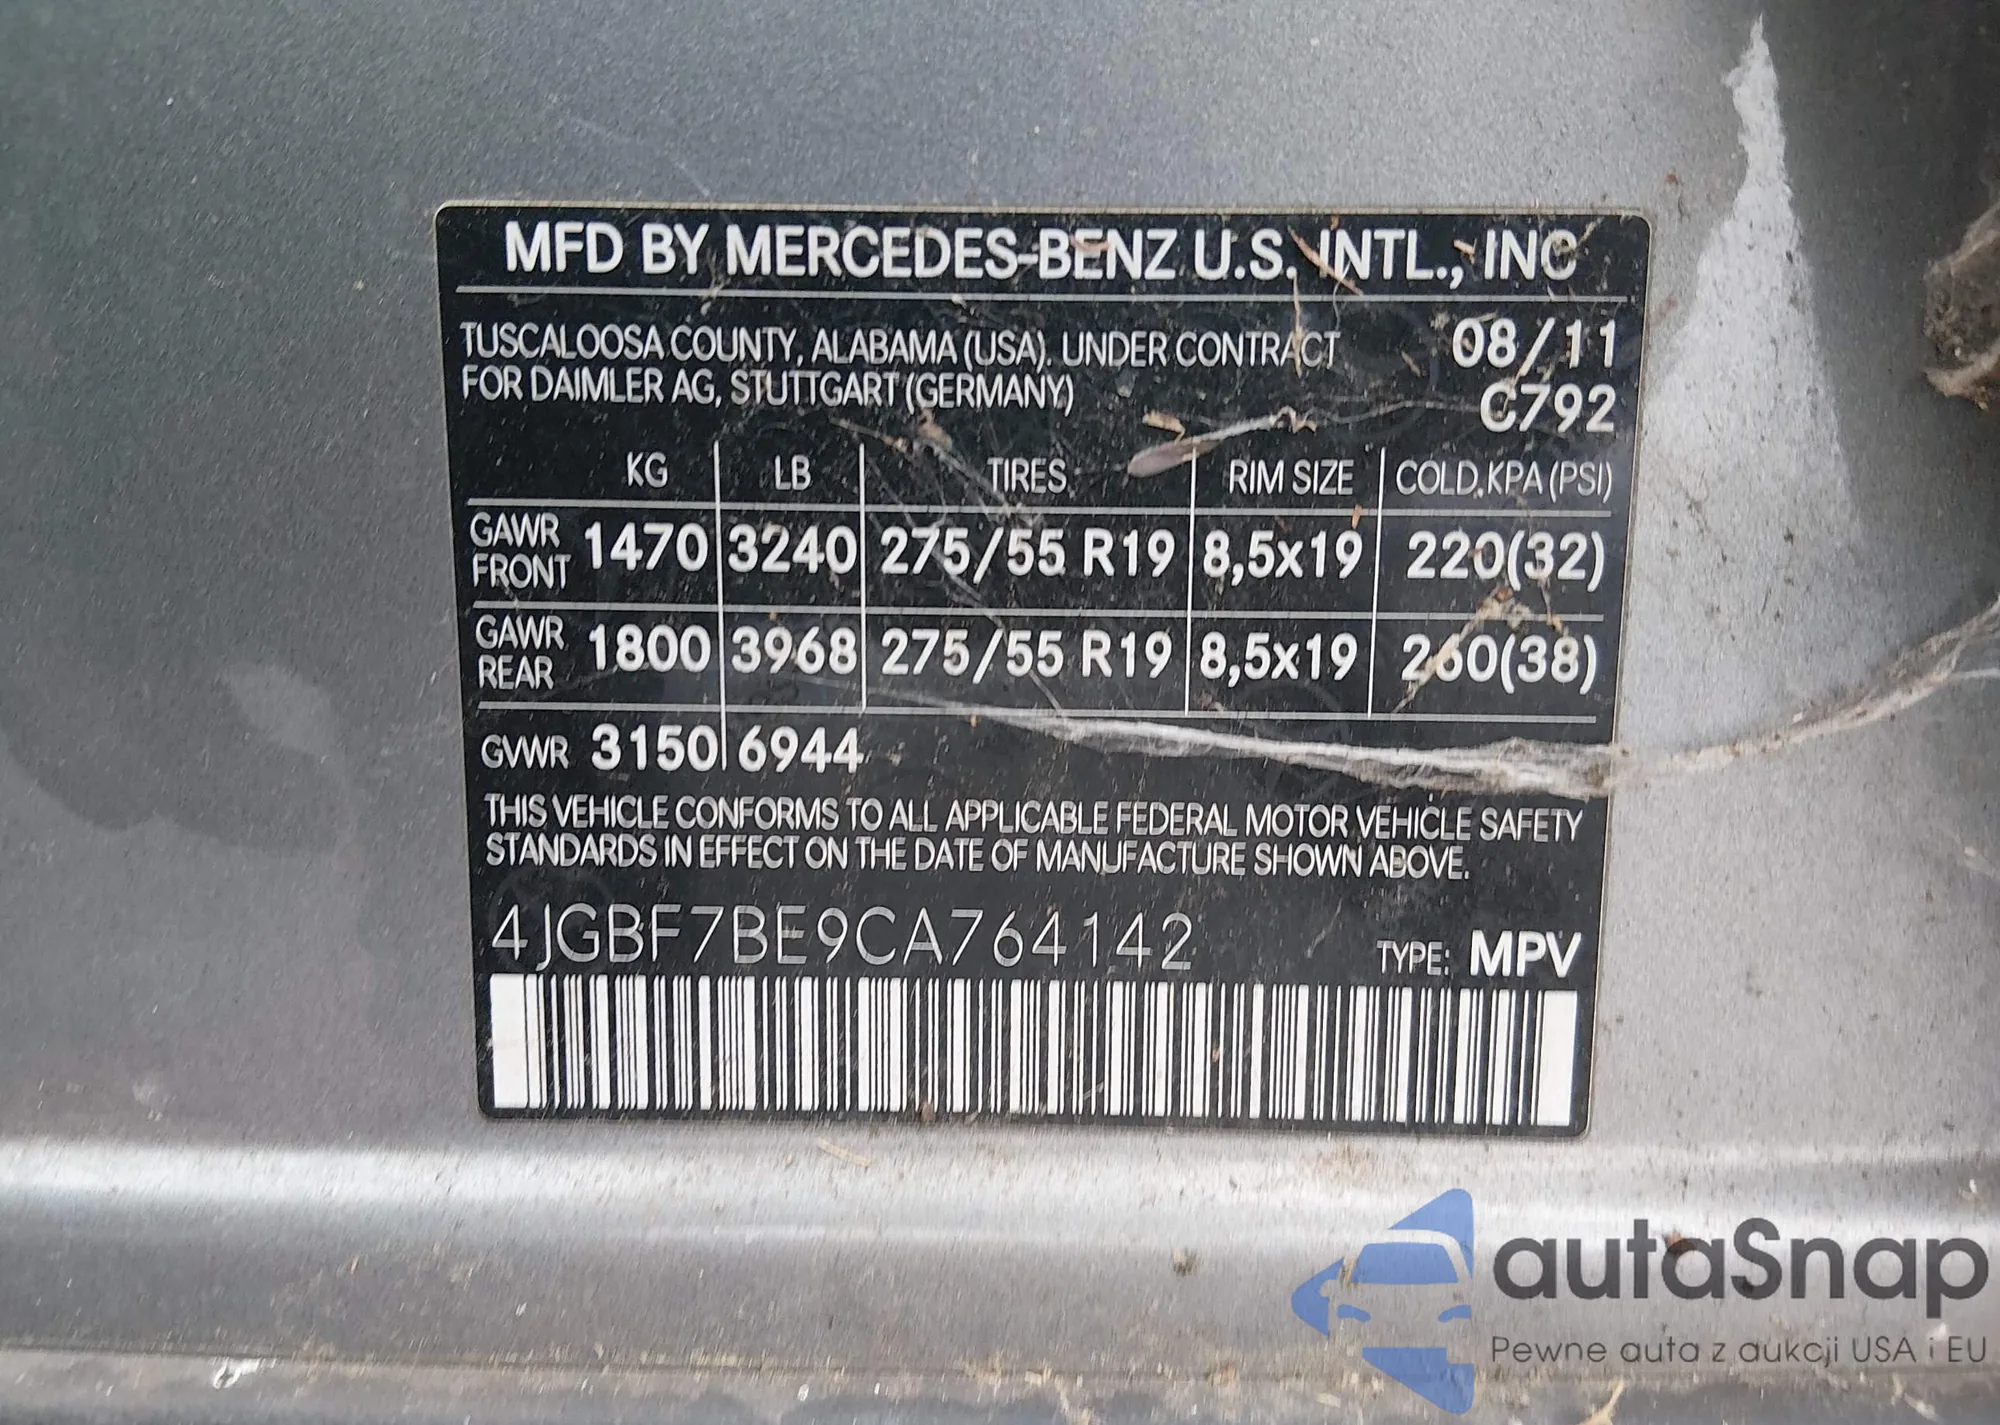 MFD BY MERCEDES-BENZ U.S. INTL., INC
TUSCALOOSA COUNTY, ALABAMA (USA). UNDER CONTRACT 08/11
FOR DAIMLER AG, STUTTGART (GERMANY) C792
KG LB TIRES RIM SIZE COLD,KPA (PSI)
GAWR FRONT 1470 3240 275/55 R19 8,5x19 220(32)
GAWR REAR 1800 3968 275/55 R19 8,5x19 260(38)
GVWR 3150 6944
THIS VEHICLE CONFORMS TO ALL APPLICABLE FEDERAL MOTOR VEHICLE SAFETY
STANDARDS IN EFFECT ON THE DATE OF MANUFACTURE SHOWN ABOVE.
4JGBF7BE9CA764142 TYPE: MPV
autaSnap
Pewne auta z aukcji USA i EU